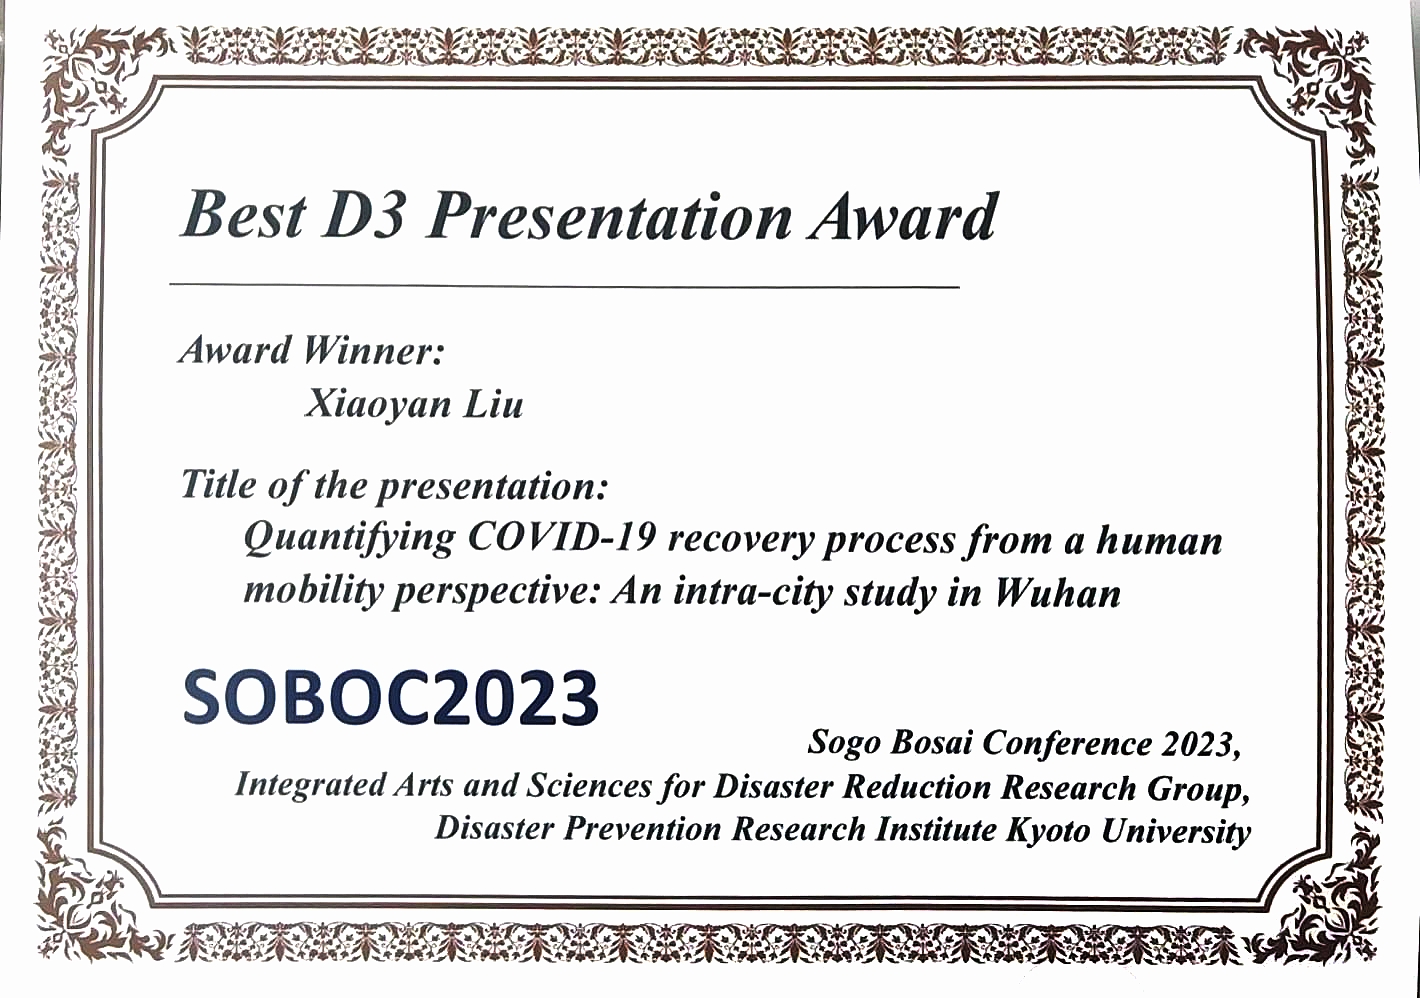 Best D3 Presentation Award
Award Winner:
Xiaoyan Liu
Title of the presentation:
Quantifying COVID-19 recovery process from a human
mobility perspective: An intra-city study in Wuhan
SOBOC2023
Sogo Bosai Conference 2023,
Integrated Arts and Sciences for Disaster Reduction Research Group,
Disaster Prevention Research Institute Kyoto University